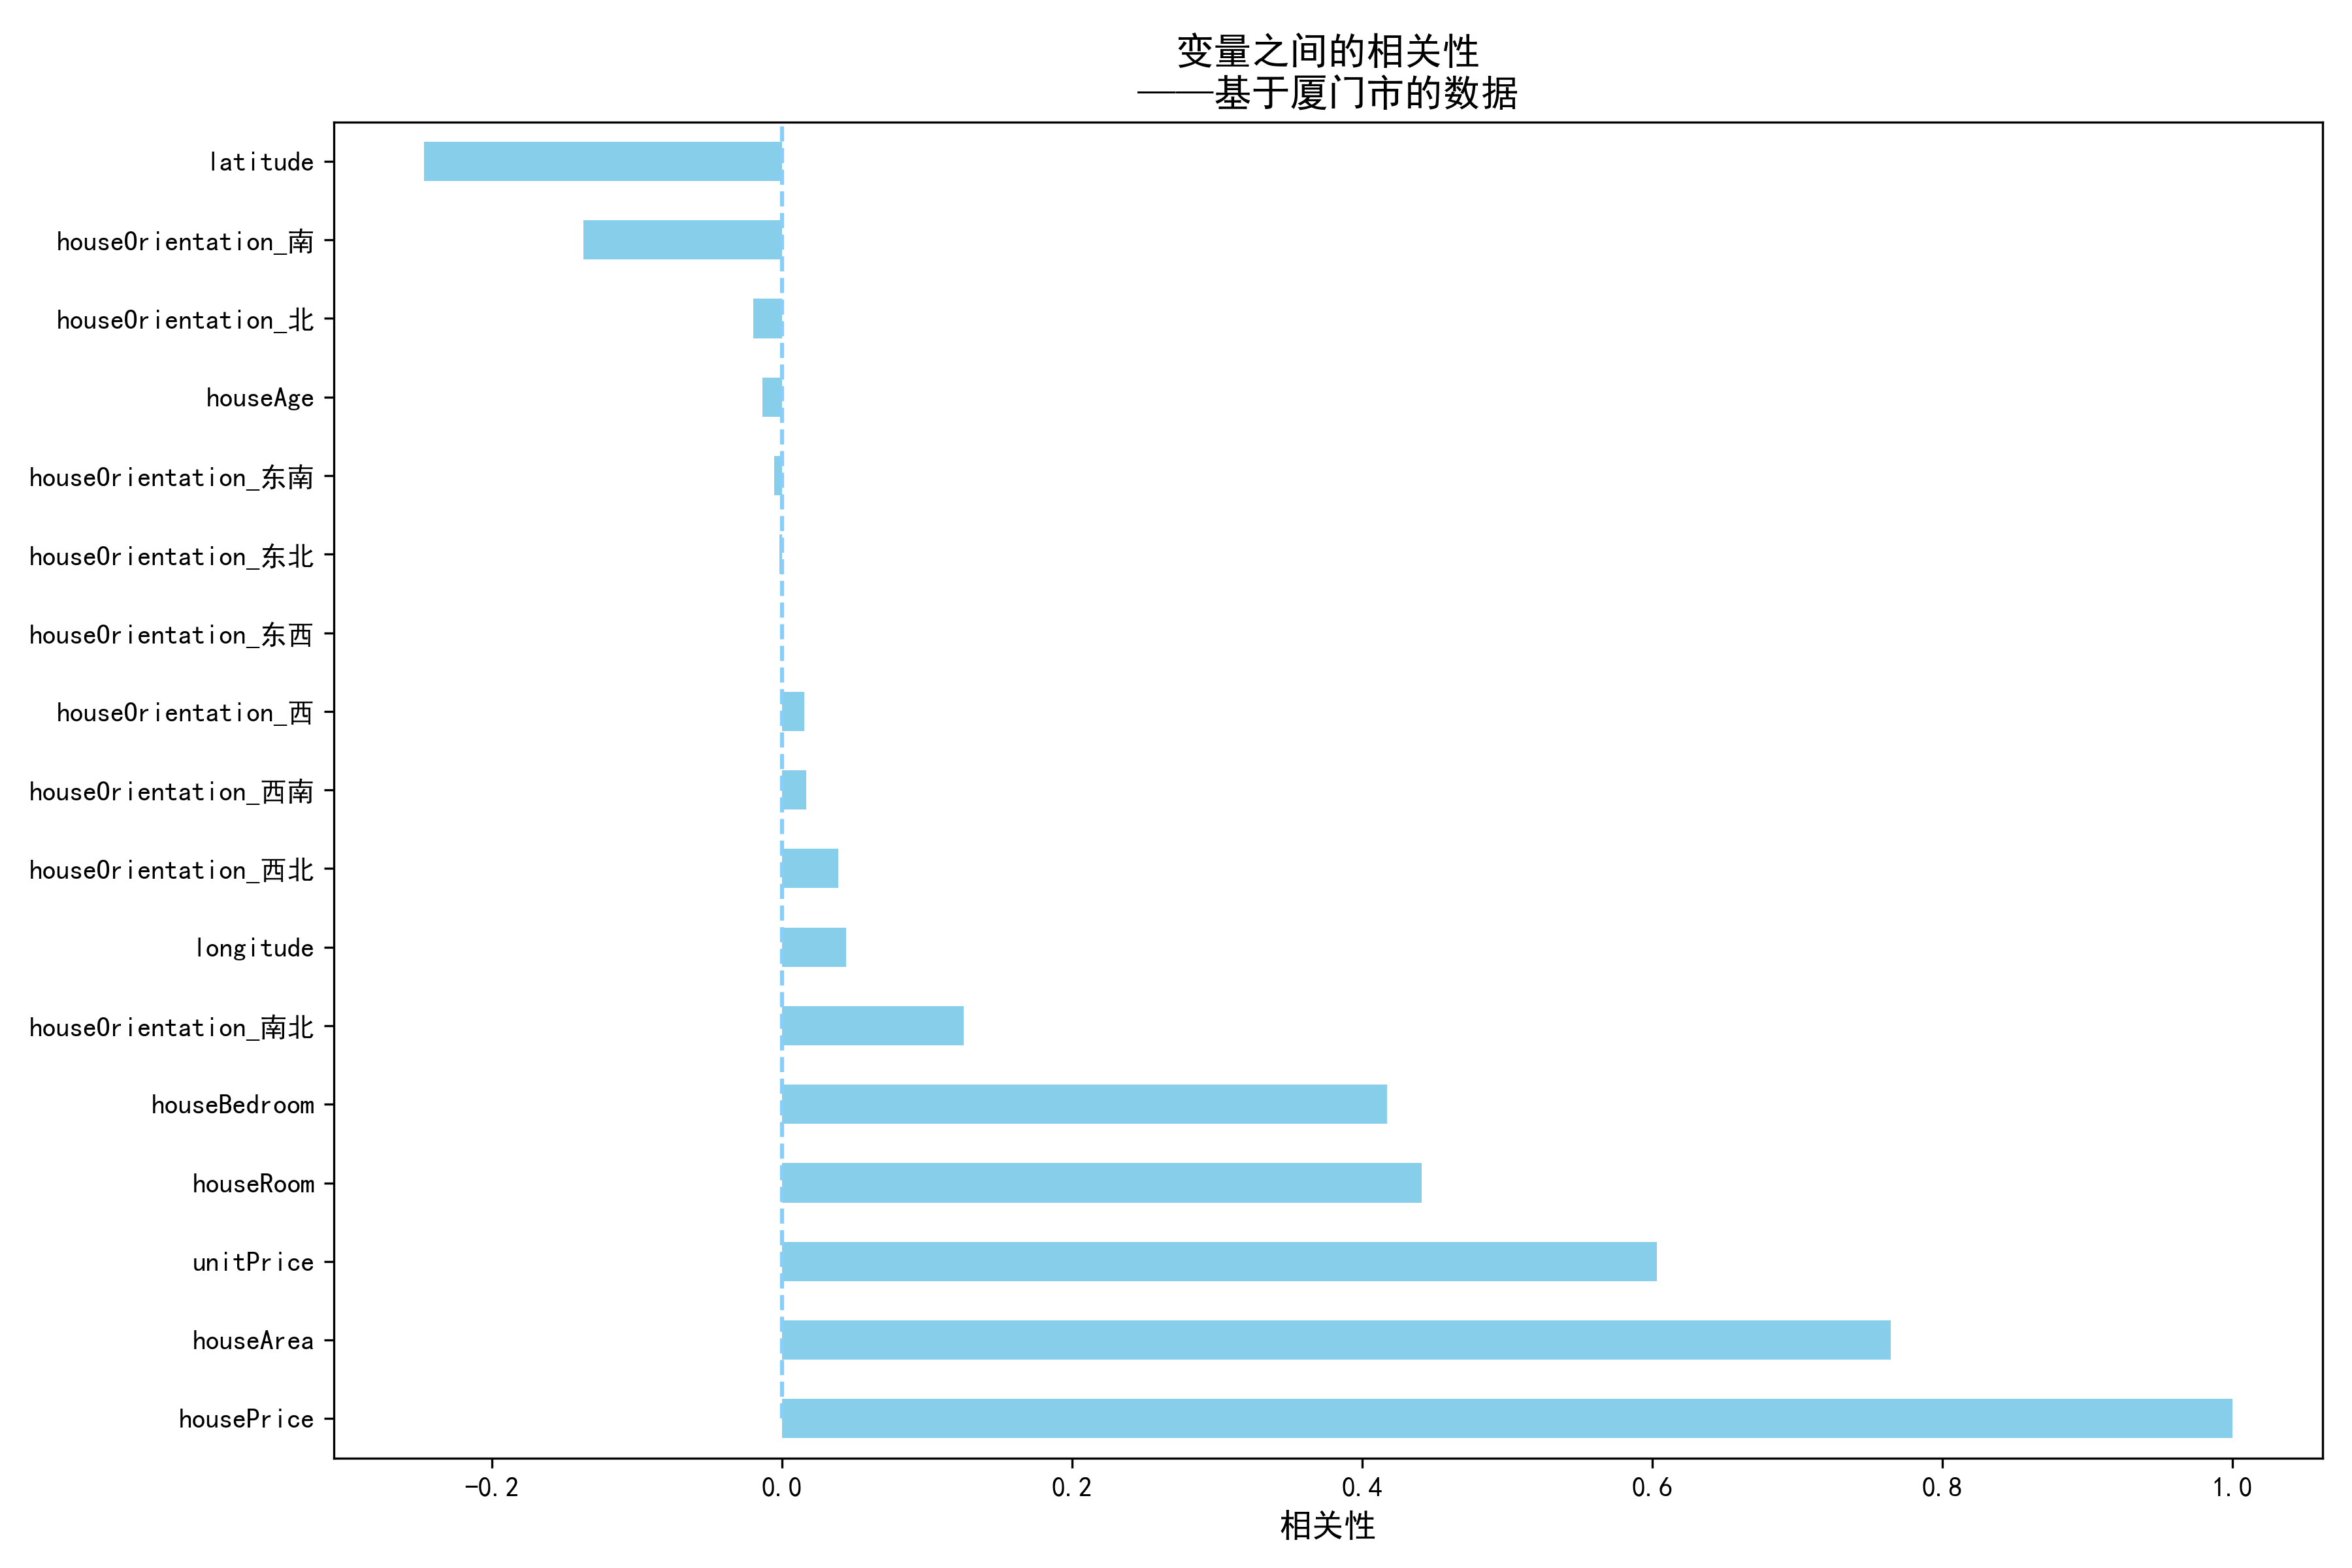 变量之间的相关性
——基于厦门市的数据
latitude
houseOrientation_南
houseOrientation_北
houseAge
houseOrientation_东南
houseOrientation_东北
houseOrientation_东西
houseOrientation_西
houseOrientation_西南
houseOrientation_西北
longitude
houseOrientation_南北
houseBedroom
houseRoom
unitPrice
houseArea
housePrice
-0.2 0.0 0.2 0.4 0.6 0.8 1.0
相关性